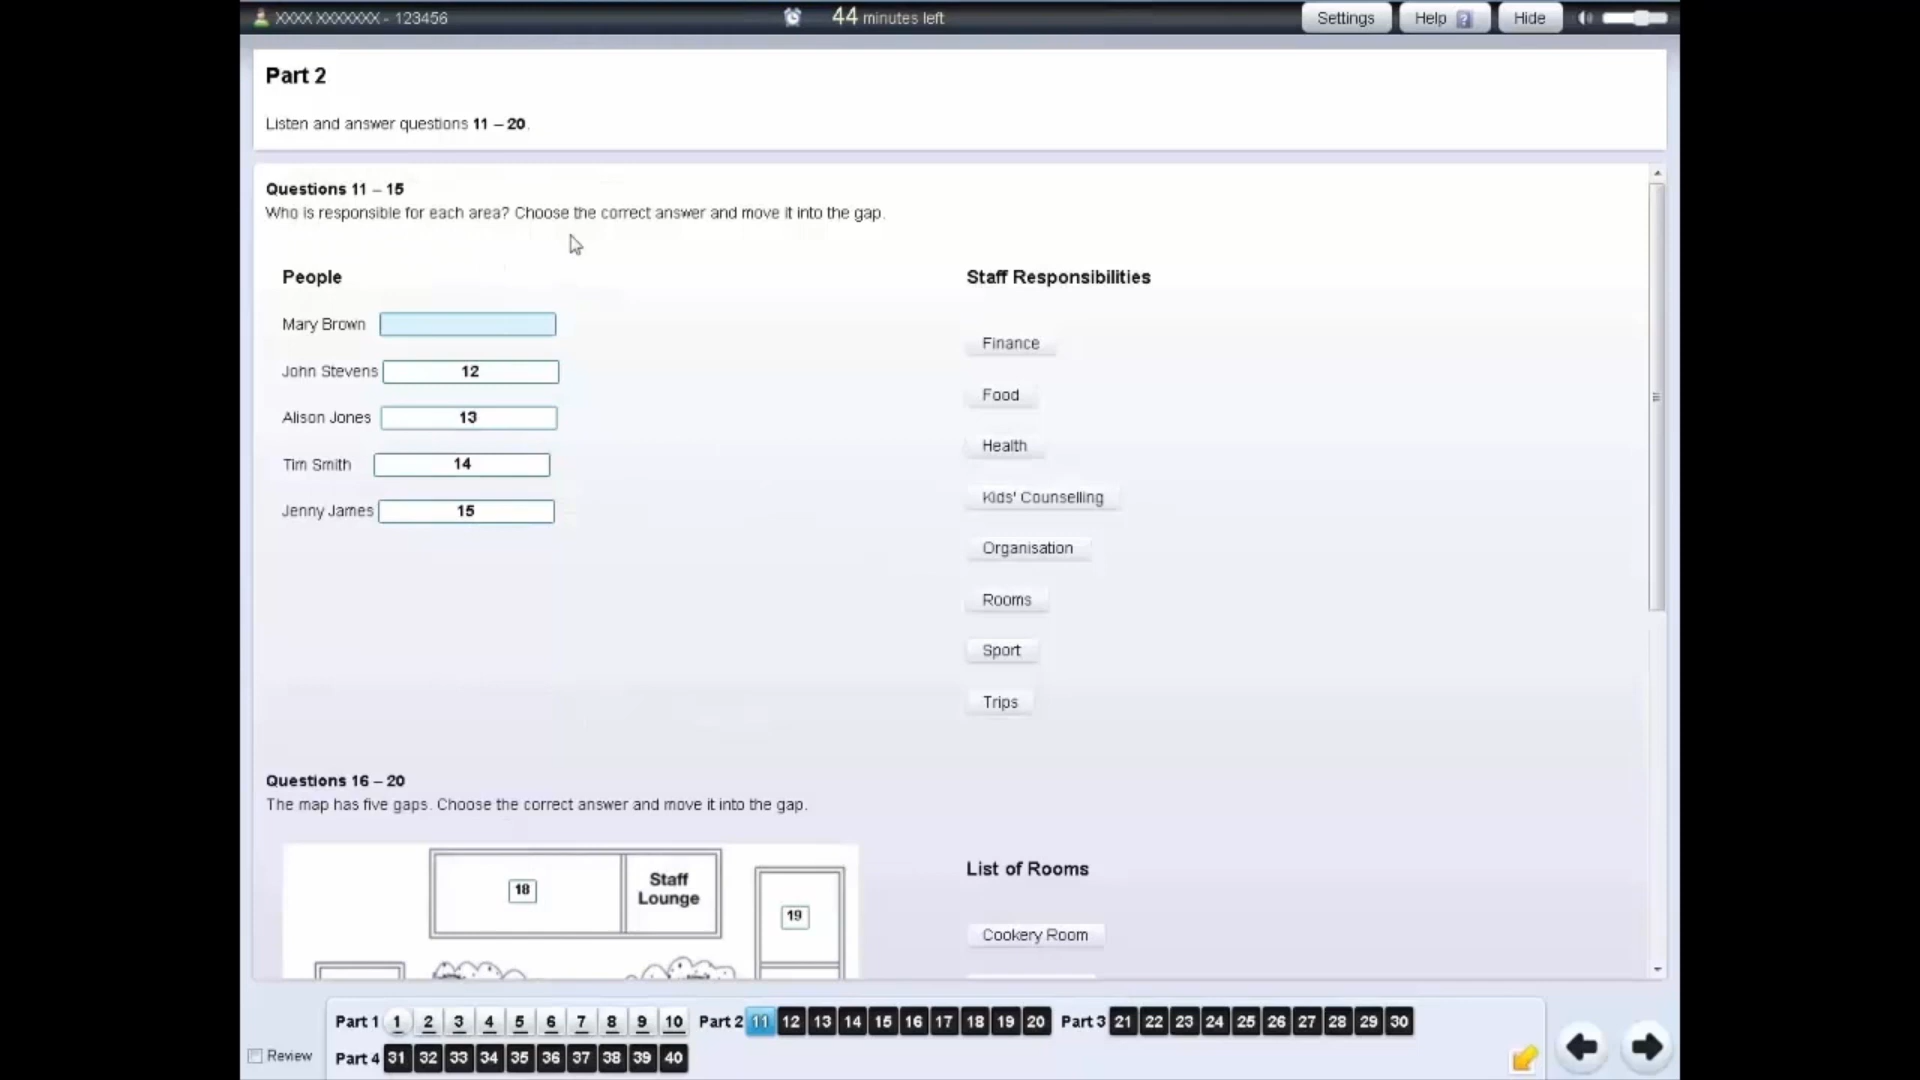 XXXX XXXXXXX - 123456
44 minutes left
Settings
Help ?
Hide
Part 2
Listen and answer questions 11 – 20.
Questions 11 – 15
Who is responsible for each area? Choose the correct answer and move it into the gap.
People
Staff Responsibilities
Mary Brown
John Stevens 12
Alison Jones 13
Tim Smith 14
Jenny James 15
Finance
Food
Health
Kids' Counselling
Organisation
Rooms
Sport
Trips
Questions 16 – 20
The map has five gaps. Choose the correct answer and move it into the gap.
18
Staff
Lounge
19
List of Rooms
Cookery Room
Part 1 1 2 3 4 5 6 7 8 9 10 Part 2 11 12 13 14 15 16 17 18 19 20 Part 3 21 22 23 24 25 26 27 28 29 30
Review
Part 4 31 32 33 34 35 36 37 38 39 40